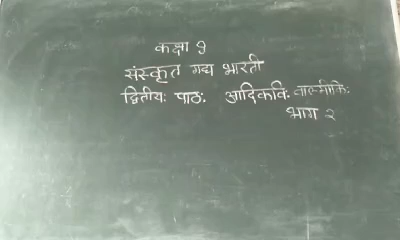 कक्षा 9
संस्कृत गद्य भारती
द्वितीयः पाठः आदिकविः वाल्मीकिः
भाग २